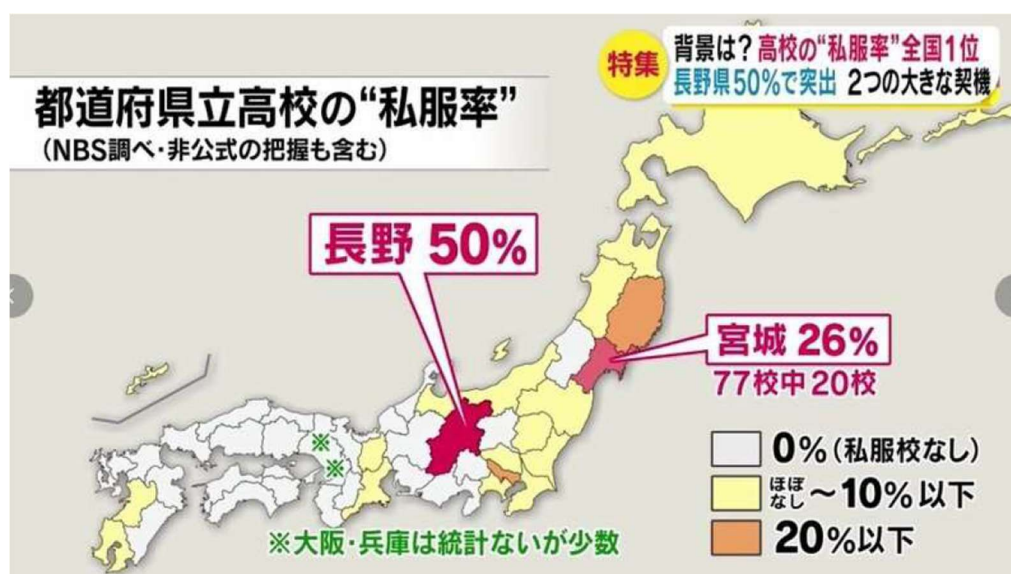 特集
背景は?高校の“私服率”全国1位
長野県50%で突出 2つの大きな契機
都道府県立高校の“私服率”
(NBS調べ・非公式の把握も含む)
長野 50%
宮城 26%
77校中20校
※
※
0%(私服校なし)
ほぼなし~10%以下
20%以下
※大阪・兵庫は統計ないが少数